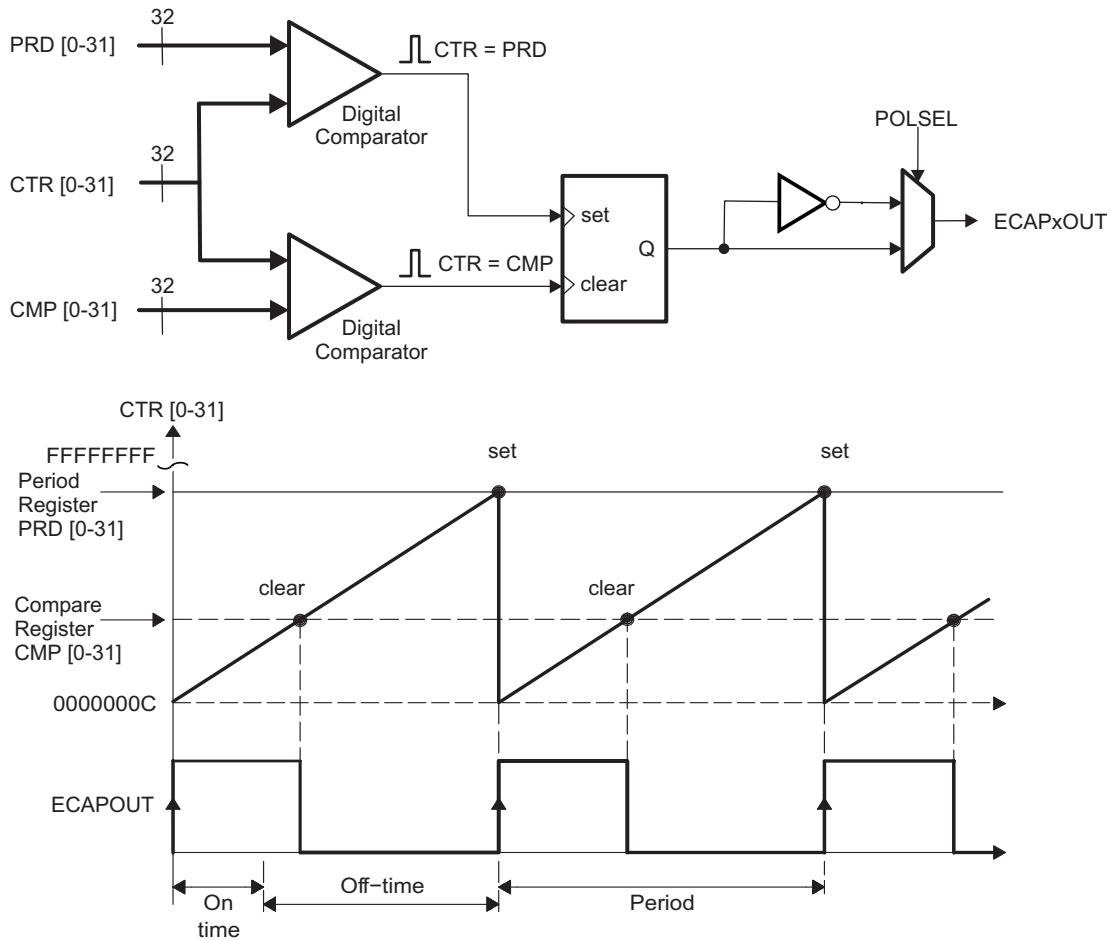 32
PRD [0-31]
CTR = PRD
Digital
Comparator
POLSEL
32
CTR [0-31]
set
ECAPxOUT
Q
32
CTR = CMP
clear
CMP [0-31]
Digital
Comparator
CTR [0-31]
FFFFFFFF
set
set
Period
Register
PRD [0-31]
clear
clear
Compare
Register
CMP [0-31]
0000000C
ECAPOUT
On
time
Off−time
Period